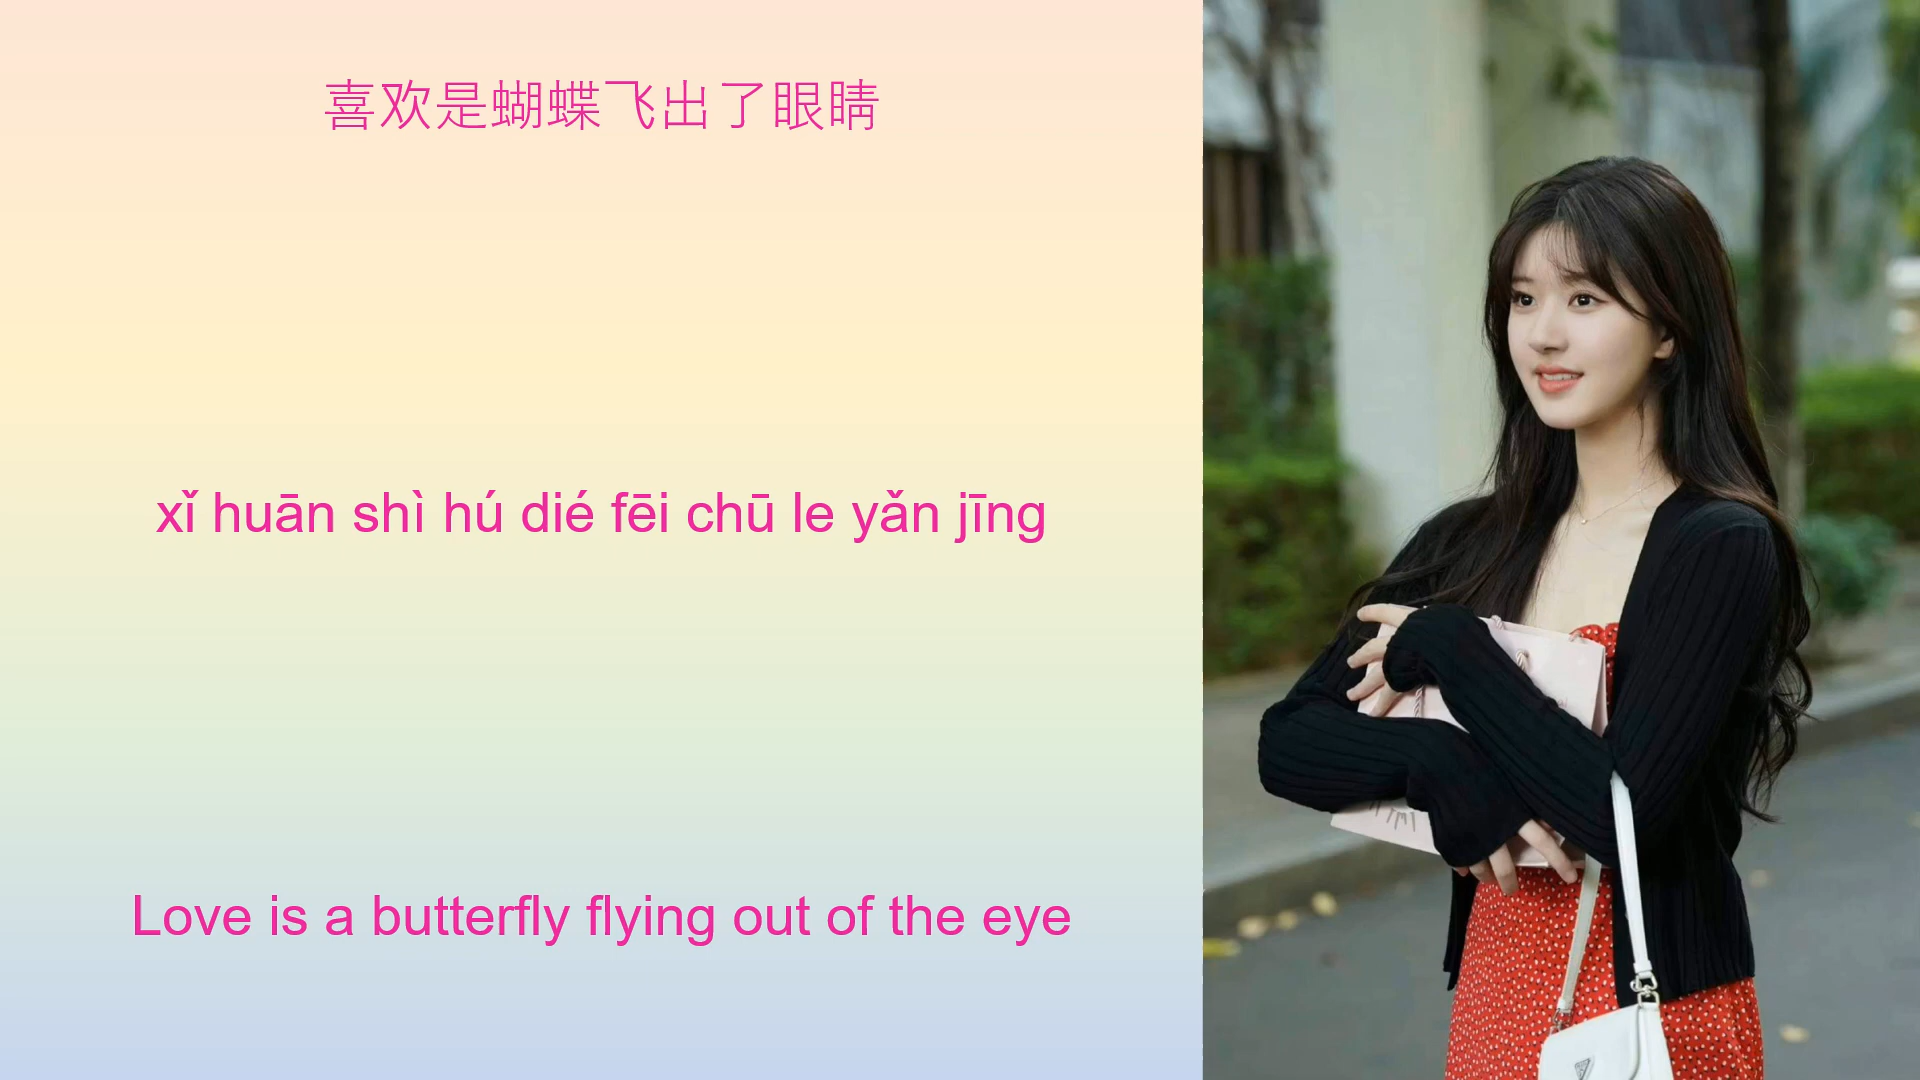 喜欢是蝴蝶飞出了眼睛
xǐ huān shì hú dié fēi chū le yǎn jīng
Love is a butterfly flying out of the eye